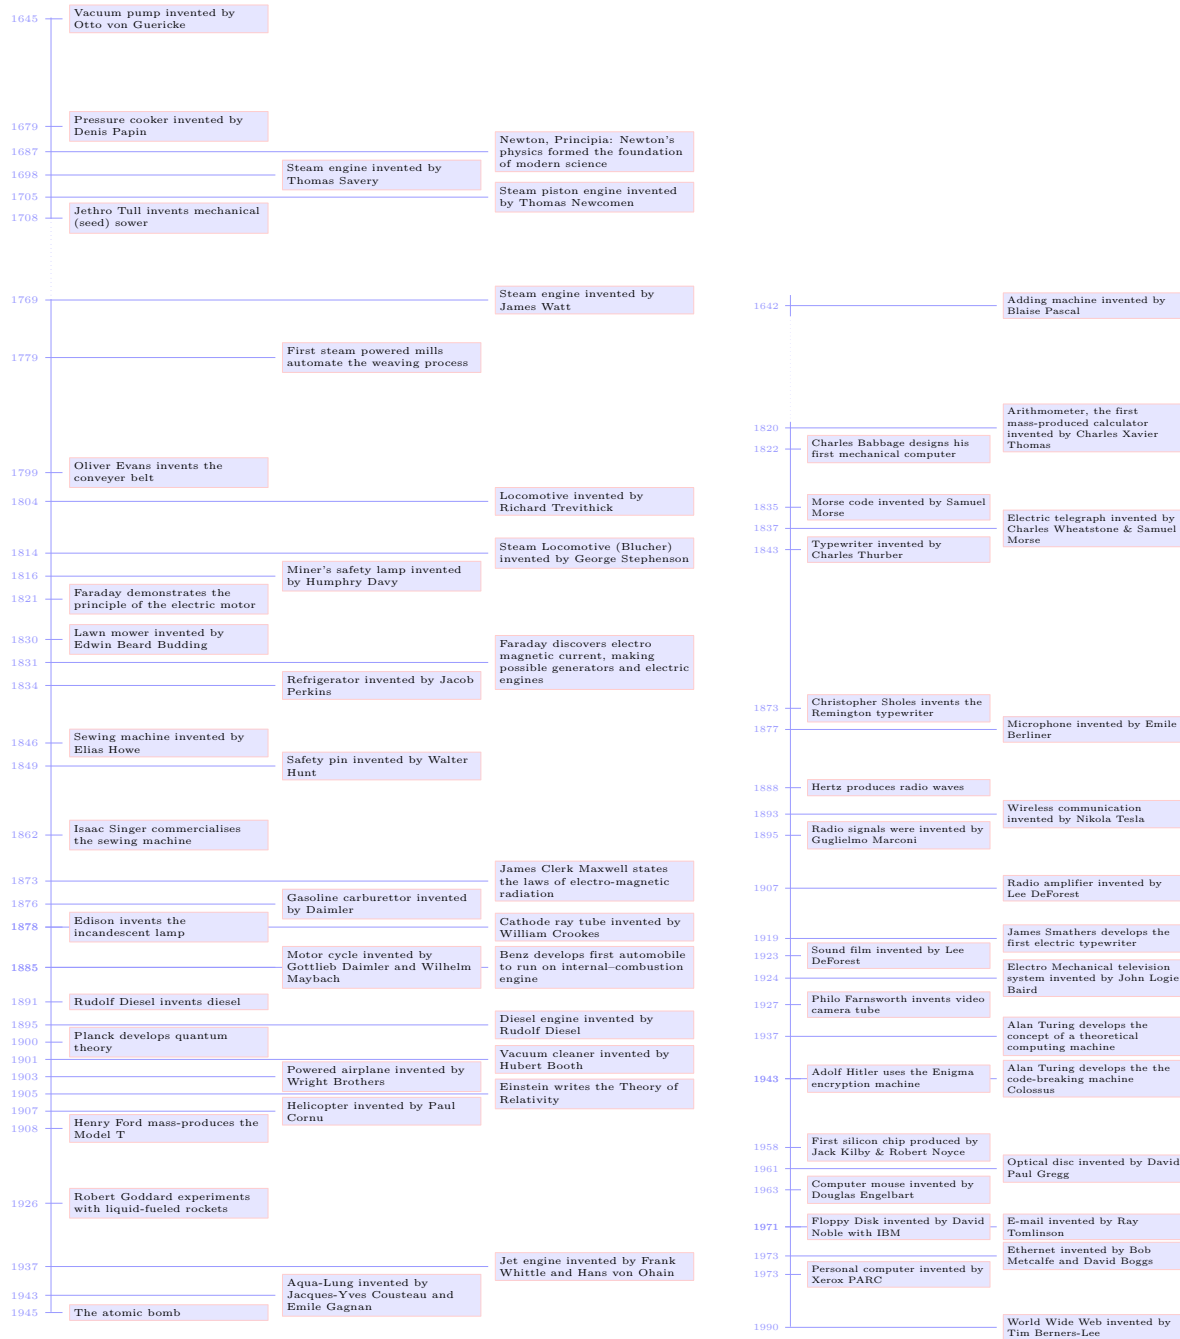 1645
Vacuum pump invented by
Otto von Guericke
1679
Pressure cooker invented by
Denis Papin
1687
Newton, Principia: Newton's
physics formed the foundation
of modern science
1698
Steam engine invented by
Thomas Savery
1705
Steam piston engine invented
by Thomas Newcomen
1708
Jethro Tull invents mechanical
(seed) sower
1769
Steam engine invented by
James Watt
1779
First steam powered mills
automate the weaving process
1799
Oliver Evans invents the
conveyer belt
1804
Locomotive invented by
Richard Trevithick
1814
Steam Locomotive (Blucher)
invented by George Stephenson
1816
Miner's safety lamp invented
by Humphry Davy
1821
Faraday demonstrates the
principle of the electric motor
1830
Lawn mower invented by
Edwin Beard Budding
1831
Faraday discovers electro
magnetic current, making
possible generators and electric
engines
1834
Refrigerator invented by Jacob
Perkins
1846
Sewing machine invented by
Elias Howe
1849
Safety pin invented by Walter
Hunt
1862
Isaac Singer commercialises
the sewing machine
1873
James Clerk Maxwell states
the laws of electro-magnetic
radiation
1876
Gasoline carburettor invented
by Daimler
1878
Edison invents the
incandescent lamp
Cathode ray tube invented by
William Crookes
1885
Motor cycle invented by
Gottlieb Daimler and Wilhelm
Maybach
Benz develops first automobile
to run on internal–combustion
engine
1891
Rudolf Diesel invents diesel
1895
Diesel engine invented by
Rudolf Diesel
1900
Planck develops quantum
theory
1901
Vacuum cleaner invented by
Hubert Booth
1903
Powered airplane invented by
Wright Brothers
1905
Einstein writes the Theory of
Relativity
1907
Helicopter invented by Paul
Cornu
1908
Henry Ford mass-produces the
Model T
1926
Robert Goddard experiments
with liquid-fueled rockets
1937
Jet engine invented by Frank
Whittle and Hans von Ohain
1943
Aqua-Lung invented by
Jacques-Yves Cousteau and
Emile Gagnan
1945
The atomic bomb
1642
Adding machine invented by
Blaise Pascal
1820
Arithmometer, the first
mass-produced calculator
invented by Charles Xavier
Thomas
1822
Charles Babbage designs his
first mechanical computer
1835
Morse code invented by Samuel
Morse
1837
Electric telegraph invented by
Charles Wheatstone & Samuel
Morse
1843
Typewriter invented by
Charles Thurber
1873
Christopher Sholes invents the
Remington typewriter
1877
Microphone invented by Emile
Berliner
1888
Hertz produces radio waves
1893
Wireless communication
invented by Nikola Tesla
1895
Radio signals were invented by
Guglielmo Marconi
1907
Radio amplifier invented by
Lee DeForest
1919
James Smathers develops the
first electric typewriter
1923
Sound film invented by Lee
DeForest
1924
Electro Mechanical television
system invented by John Logie
Baird
1927
Philo Farnsworth invents video
camera tube
1937
Alan Turing develops the
concept of a theoretical
computing machine
1943
Adolf Hitler uses the Enigma
encryption machine
Alan Turing develops the the
code-breaking machine
Colossus
1958
First silicon chip produced by
Jack Kilby & Robert Noyce
1961
Optical disc invented by David
Paul Gregg
1963
Computer mouse invented by
Douglas Engelbart
1971
Floppy Disk invented by David
Noble with IBM
E-mail invented by Ray
Tomlinson
1973
Ethernet invented by Bob
Metcalfe and David Boggs
1973
Personal computer invented by
Xerox PARC
1990
World Wide Web invented by
Tim Berners-Lee